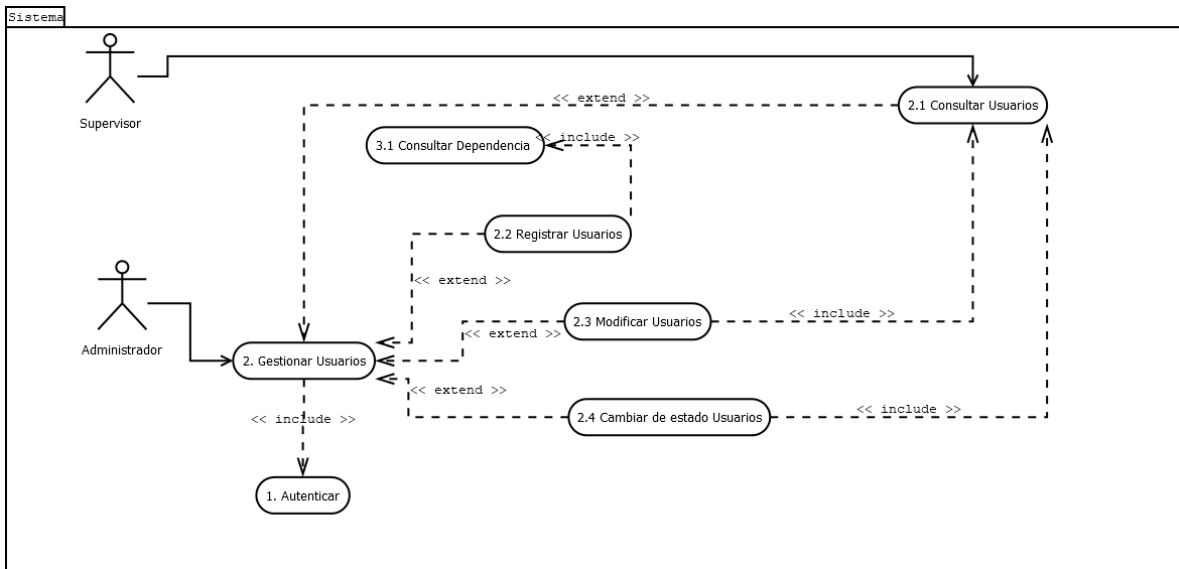 Sistema
Supervisor
<< extend >>
2.1 Consultar Usuarios
<< include >>
3.1 Consultar Dependencia
2.2 Registrar Usuarios
<< extend >>
Administrador
2.3 Modificar Usuarios
<< include >>
<< extend >>
2. Gestionar Usuarios
<< extend >>
2.4 Cambiar de estado Usuarios
<< include >>
<< include >>
1. Autenticar